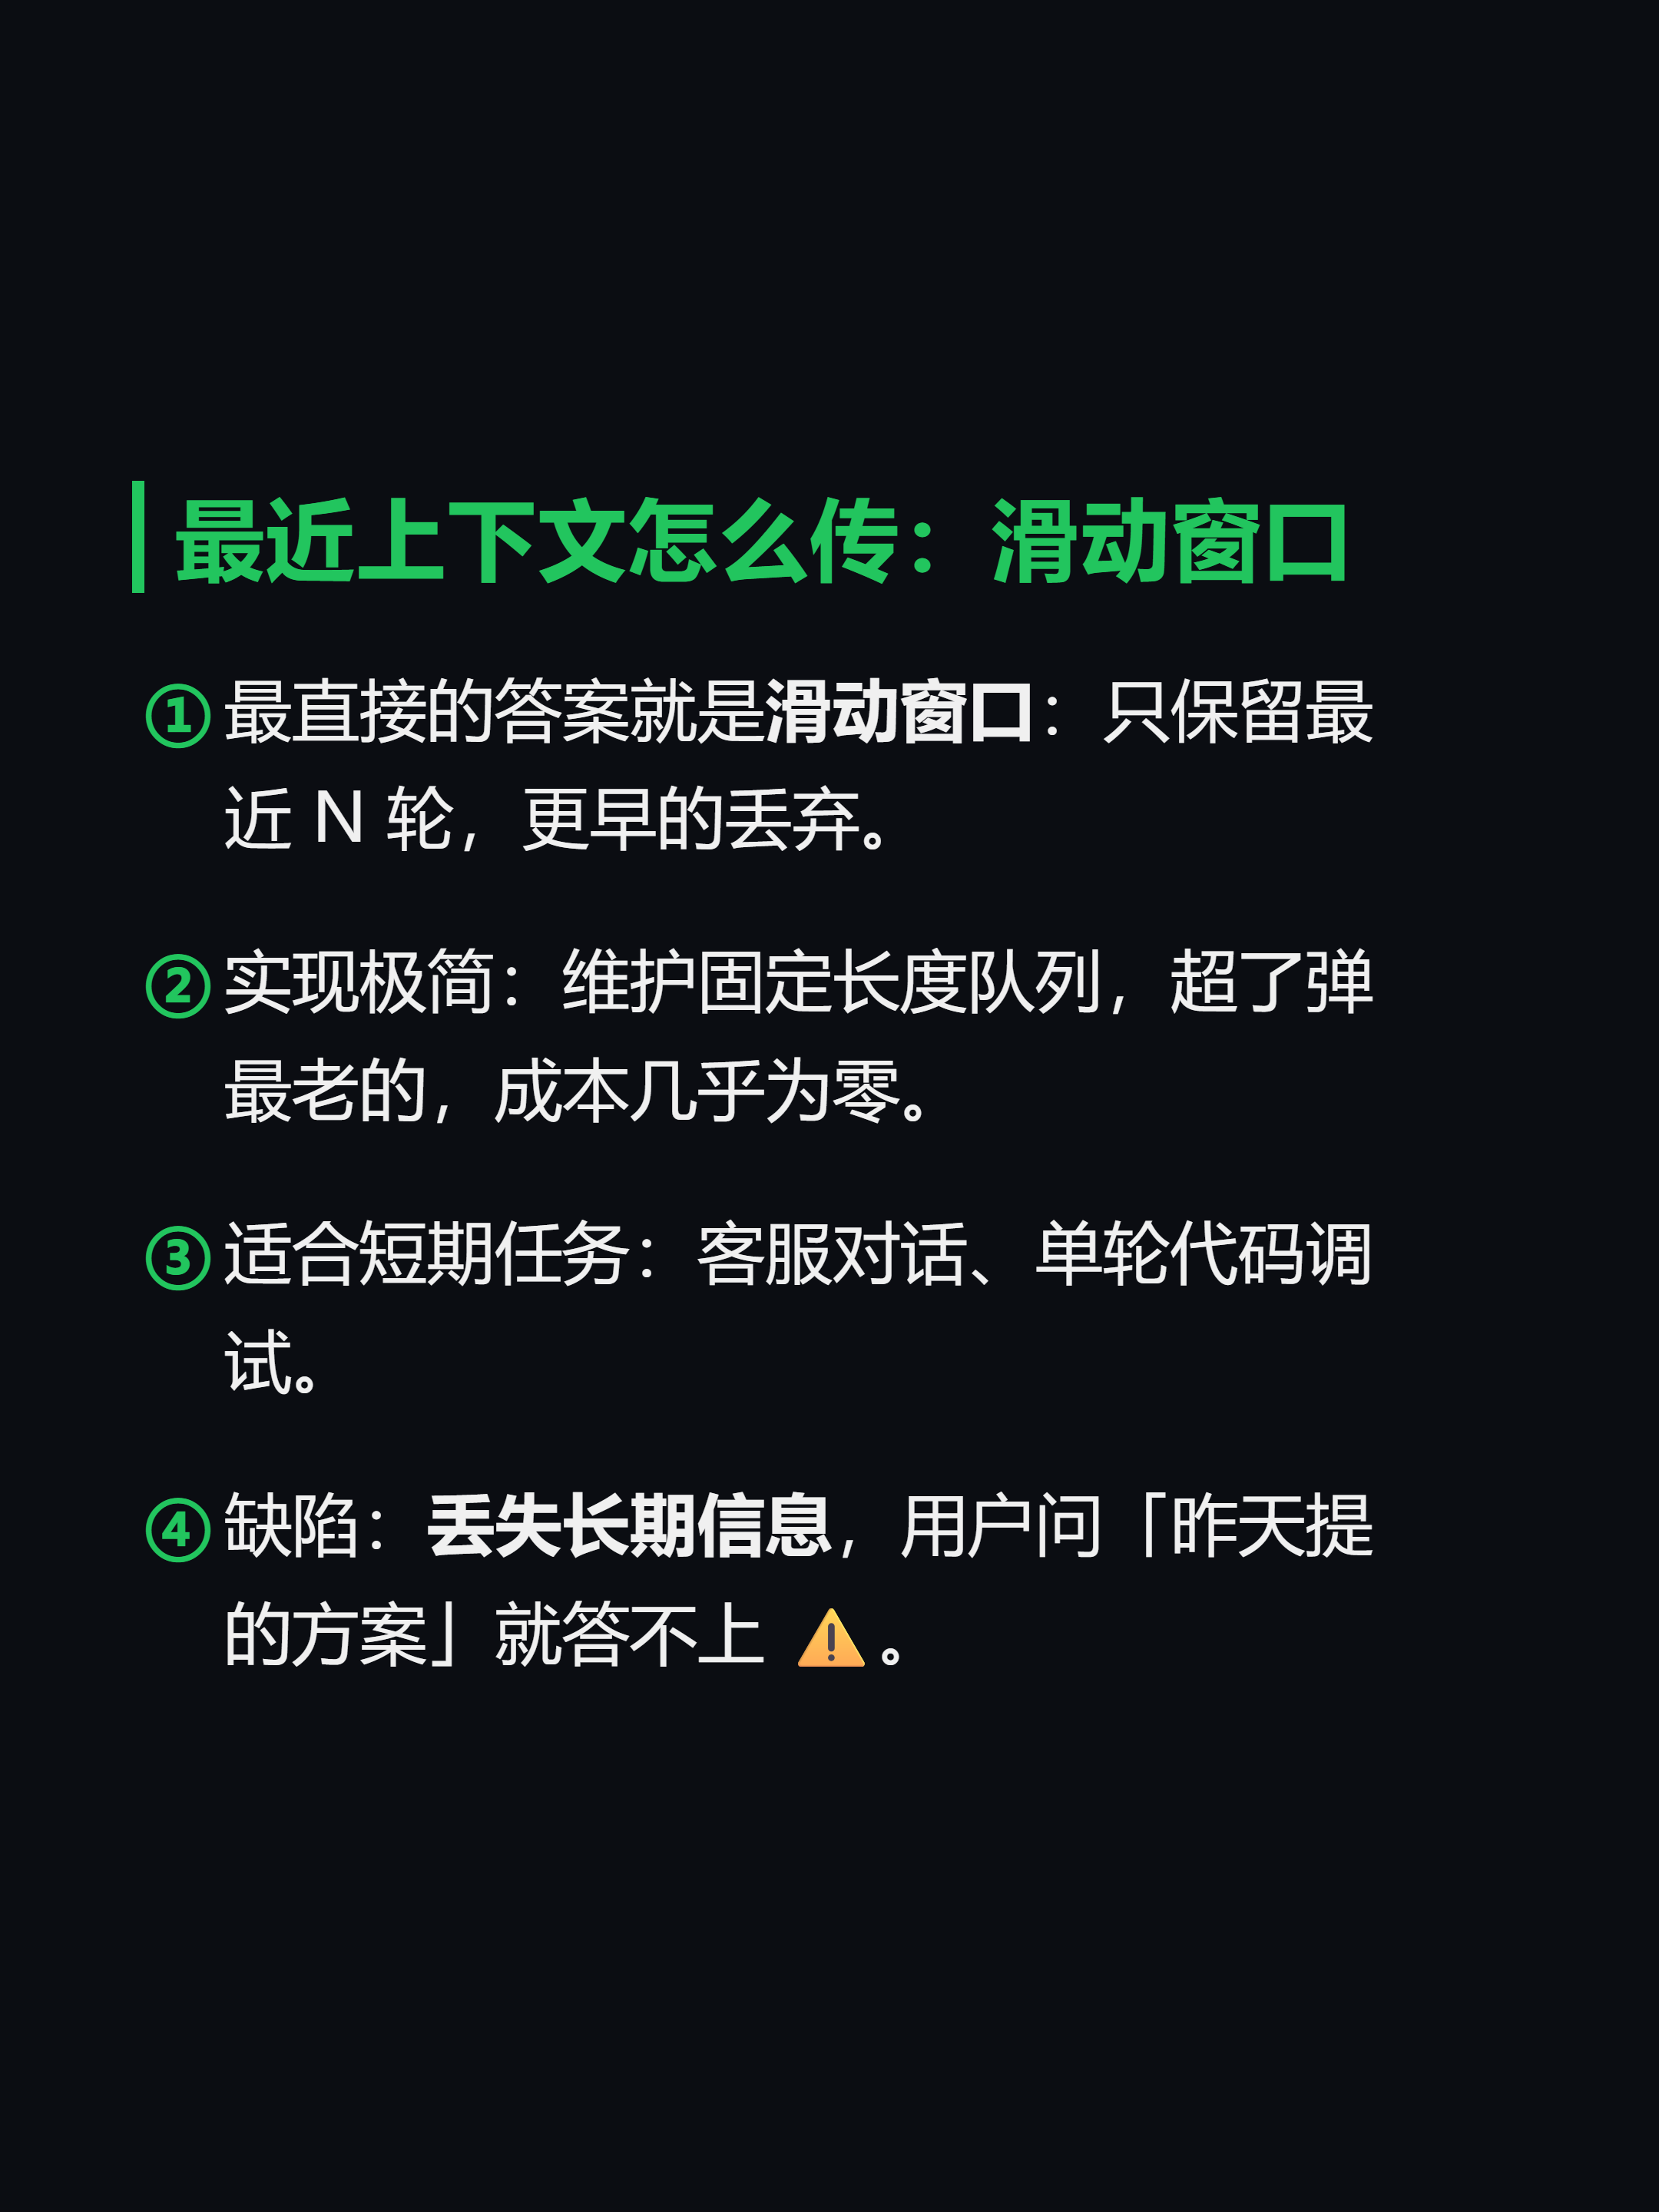 最近上下文怎么传：滑动窗口
① 最直接的答案就是滑动窗口：只保留最
近 N 轮，更早的丢弃。
② 实现极简：维护固定长度队列，超了弹
最老的，成本几乎为零。
③ 适合短期任务：客服对话、单轮代码调
试。
④ 缺陷：丢失长期信息，用户问「昨天提
的方案」就答不上 ⚠️。